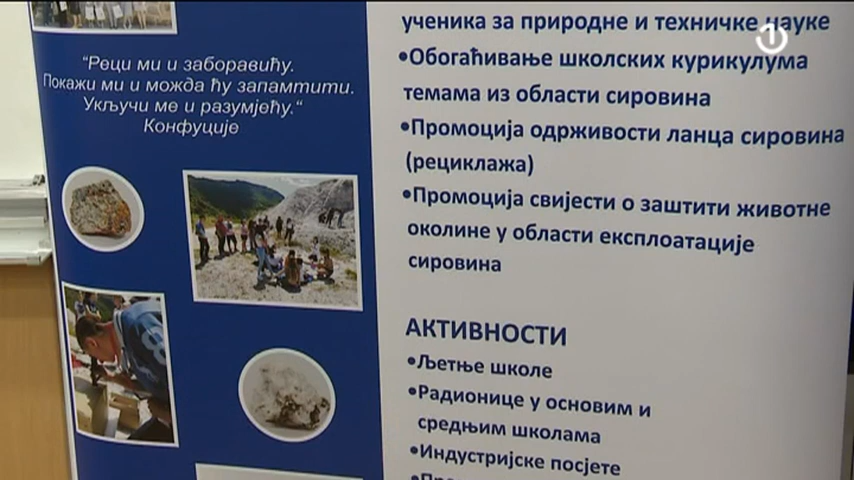 "Реци ми и заборавићу.
Покажи ми и можда ћу запамтити.
Укључи ме и разумјећу."
Конфуције
ученика за природне и техничке науке
•Обогаћивање школских курикулума
темама из области сировина
•Промоција одрживости ланца сировина
(рециклажа)
•Промоција свијести о заштити животне
околине у области експлоатације
сировина
АКТИВНОСТИ
•Љетње школе
•Радионице у основим и
средњим школама
•Индустријске посјете
1